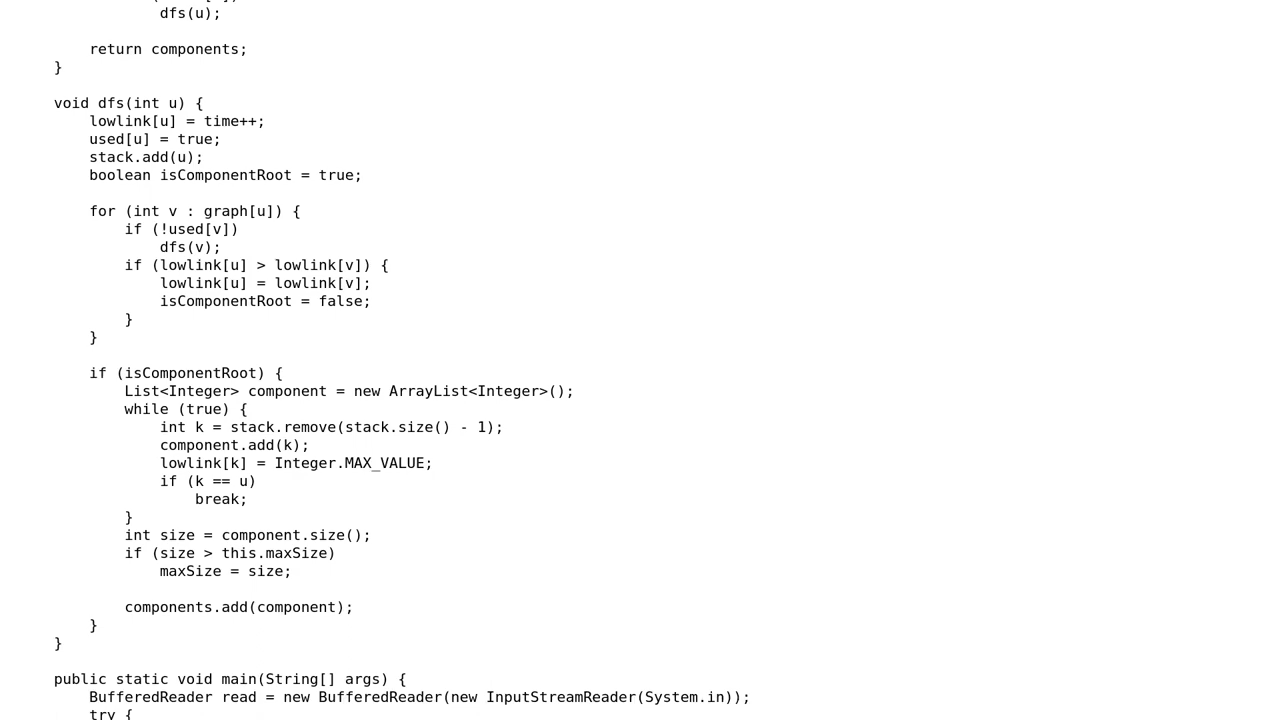 dfs(u);
return components;
}
void dfs(int u) {
lowlink[u] = time++;
used[u] = true;
stack.add(u);
boolean isComponentRoot = true;
for (int v : graph[u]) {
if (!used[v])
dfs(v);
if (lowlink[u] > lowlink[v]) {
lowlink[u] = lowlink[v];
isComponentRoot = false;
}
}
if (isComponentRoot) {
List<Integer> component = new ArrayList<Integer>();
while (true) {
int k = stack.remove(stack.size() - 1);
component.add(k);
lowlink[k] = Integer.MAX_VALUE;
if (k == u)
break;
}
int size = component.size();
if (size > this.maxSize)
maxSize = size;
components.add(component);
}
}
public static void main(String[] args) {
BufferedReader read = new BufferedReader(new InputStreamReader(System.in));
try {